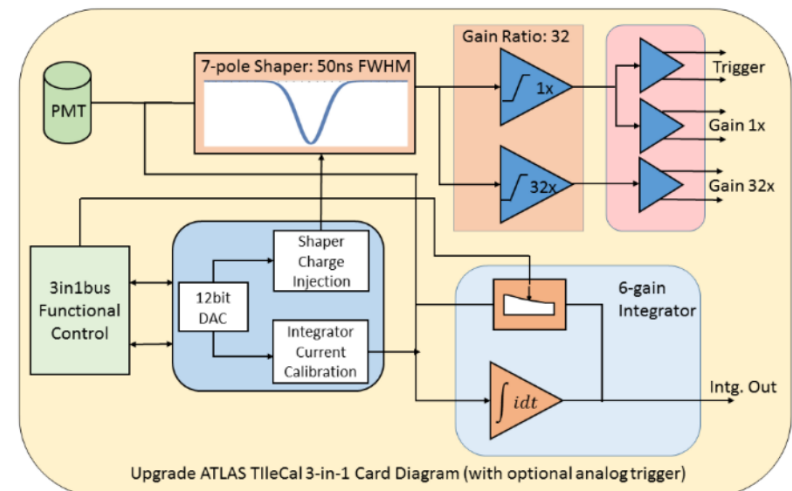 Gain Ratio: 32
7-pole Shaper: 50ns FWHM
PMT
1x
Trigger
Gain 1x
32x
Gain 32x
Shaper
Charge
Injection
3in1bus
Functional
Control
12bit
DAC
6-gain
Integrator
Integrator
Current
Calibration
∫ idt
Intg. Out
Upgrade ATLAS TIleCal 3-in-1 Card Diagram (with optional analog trigger)